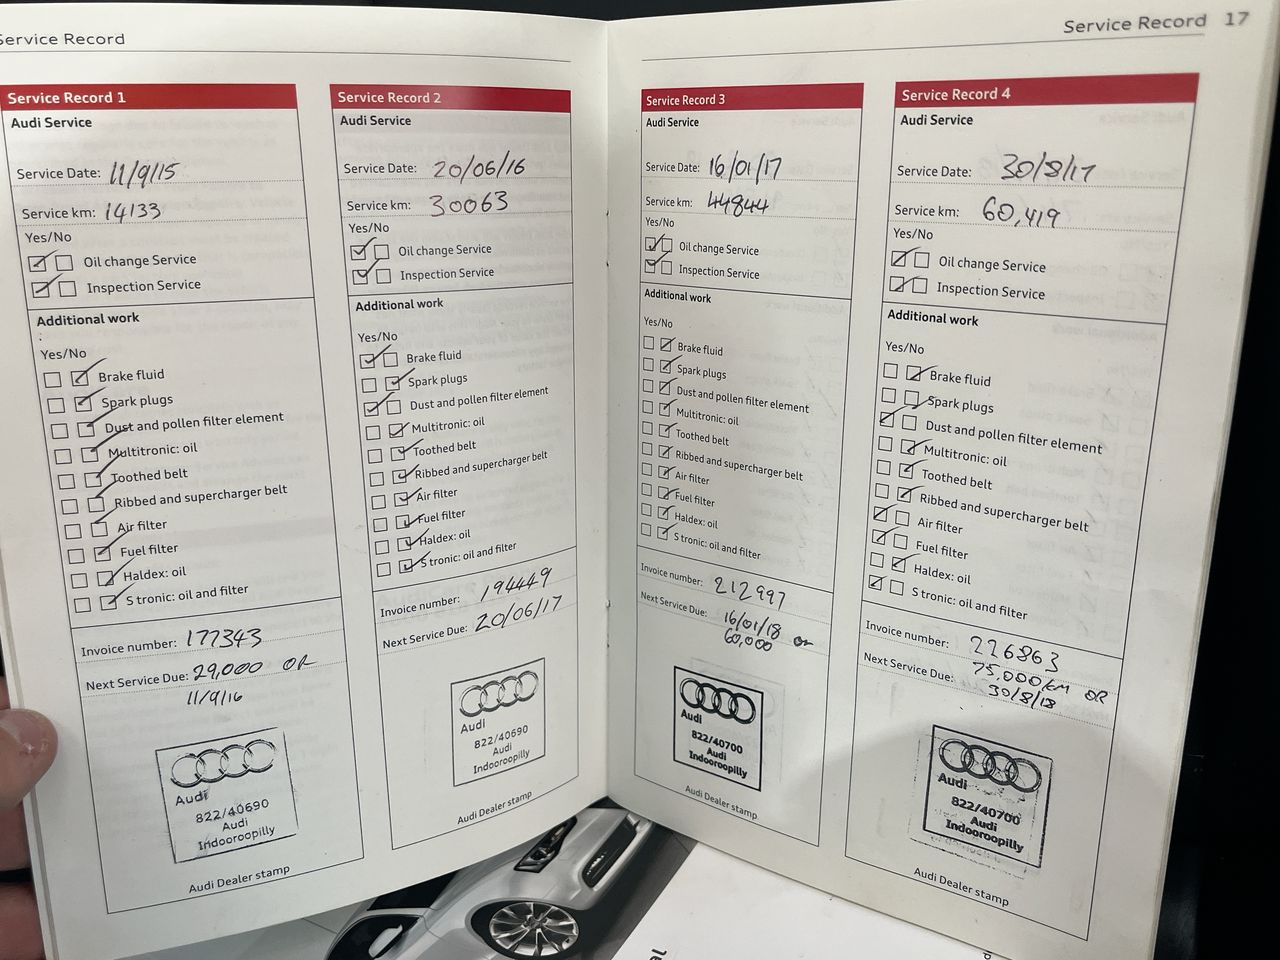 Service Record
Service Record 1
Audi Service
Service Date: 11/9/15
Service km: 14133
Yes/No
Oil change Service
Inspection Service
Additional work
Yes/No
Brake fluid
Spark plugs
Dust and pollen filter element
Multitronic: oil
Toothed belt
Ribbed and supercharger belt
Air filter
Fuel filter
Haldex: oil
S tronic: oil and filter
Invoice number: 177343
Next Service Due: 29,000 OR
11/9/16
Audi
822/40690
Audi
Indooroopilly
Audi Dealer stamp
Service Record 2
Audi Service
Service Date: 20/06/16
Service km: 30063
Yes/No
Oil change Service
Inspection Service
Additional work
Yes/No
Brake fluid
Spark plugs
Dust and pollen filter element
Multitronic: oil
Toothed belt
Ribbed and supercharger belt
Air filter
Fuel filter
Haldex: oil
S tronic: oil and filter
Invoice number: 194449
Next Service Due: 20/06/17
Audi
822/40690
Audi
Indooroopilly
Audi Dealer stamp
Service Record 17
Service Record 3
Audi Service
Service Date: 16/01/17
Service km: 44844
Yes/No
Oil change Service
Inspection Service
Additional work
Yes/No
Brake fluid
Spark plugs
Dust and pollen filter element
Multitronic: oil
Toothed belt
Ribbed and supercharger belt
Air filter
Fuel filter
Haldex: oil
S tronic: oil and filter
Invoice number: 212997
Next Service Due: 16/01/18 or
60,000
Audi
822/40700
Audi
Indooroopilly
Audi Dealer stamp
Service Record 4
Audi Service
Service Date: 30/8/17
Service km: 60,419
Yes/No
Oil change Service
Inspection Service
Additional work
Yes/No
Brake fluid
Spark plugs
Dust and pollen filter element
Multitronic: oil
Toothed belt
Ribbed and supercharger belt
Air filter
Fuel filter
Haldex: oil
S tronic: oil and filter
Invoice number: 226863
Next Service Due: 75,000km OR
30/8/18
Audi
822/40700
Audi
Indooroopilly
Audi Dealer stamp